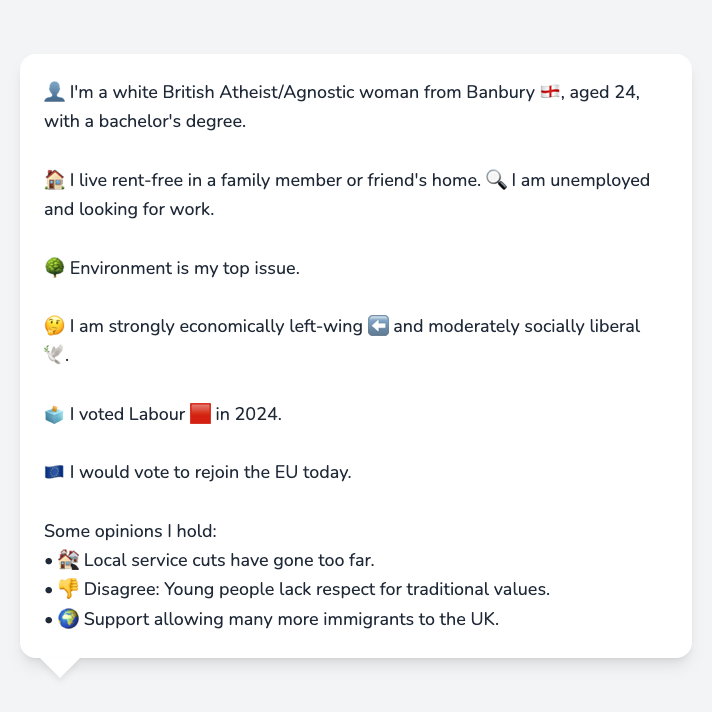 👤 I'm a white British Atheist/Agnostic woman from Banbury 🏴󠁧󠁢󠁥󠁮󠁧󠁿, aged 24,
with a bachelor's degree.
🏠 I live rent-free in a family member or friend's home. 🔍 I am unemployed
and looking for work.
🌳 Environment is my top issue.
🤔 I am strongly economically left-wing ⬅️ and moderately socially liberal
🕊️.
🗳️ I voted Labour 🟥 in 2024.
🇪🇺 I would vote to rejoin the EU today.
Some opinions I hold:
• 🏚️ Local service cuts have gone too far.
• 👎 Disagree: Young people lack respect for traditional values.
• 🌍 Support allowing many more immigrants to the UK.